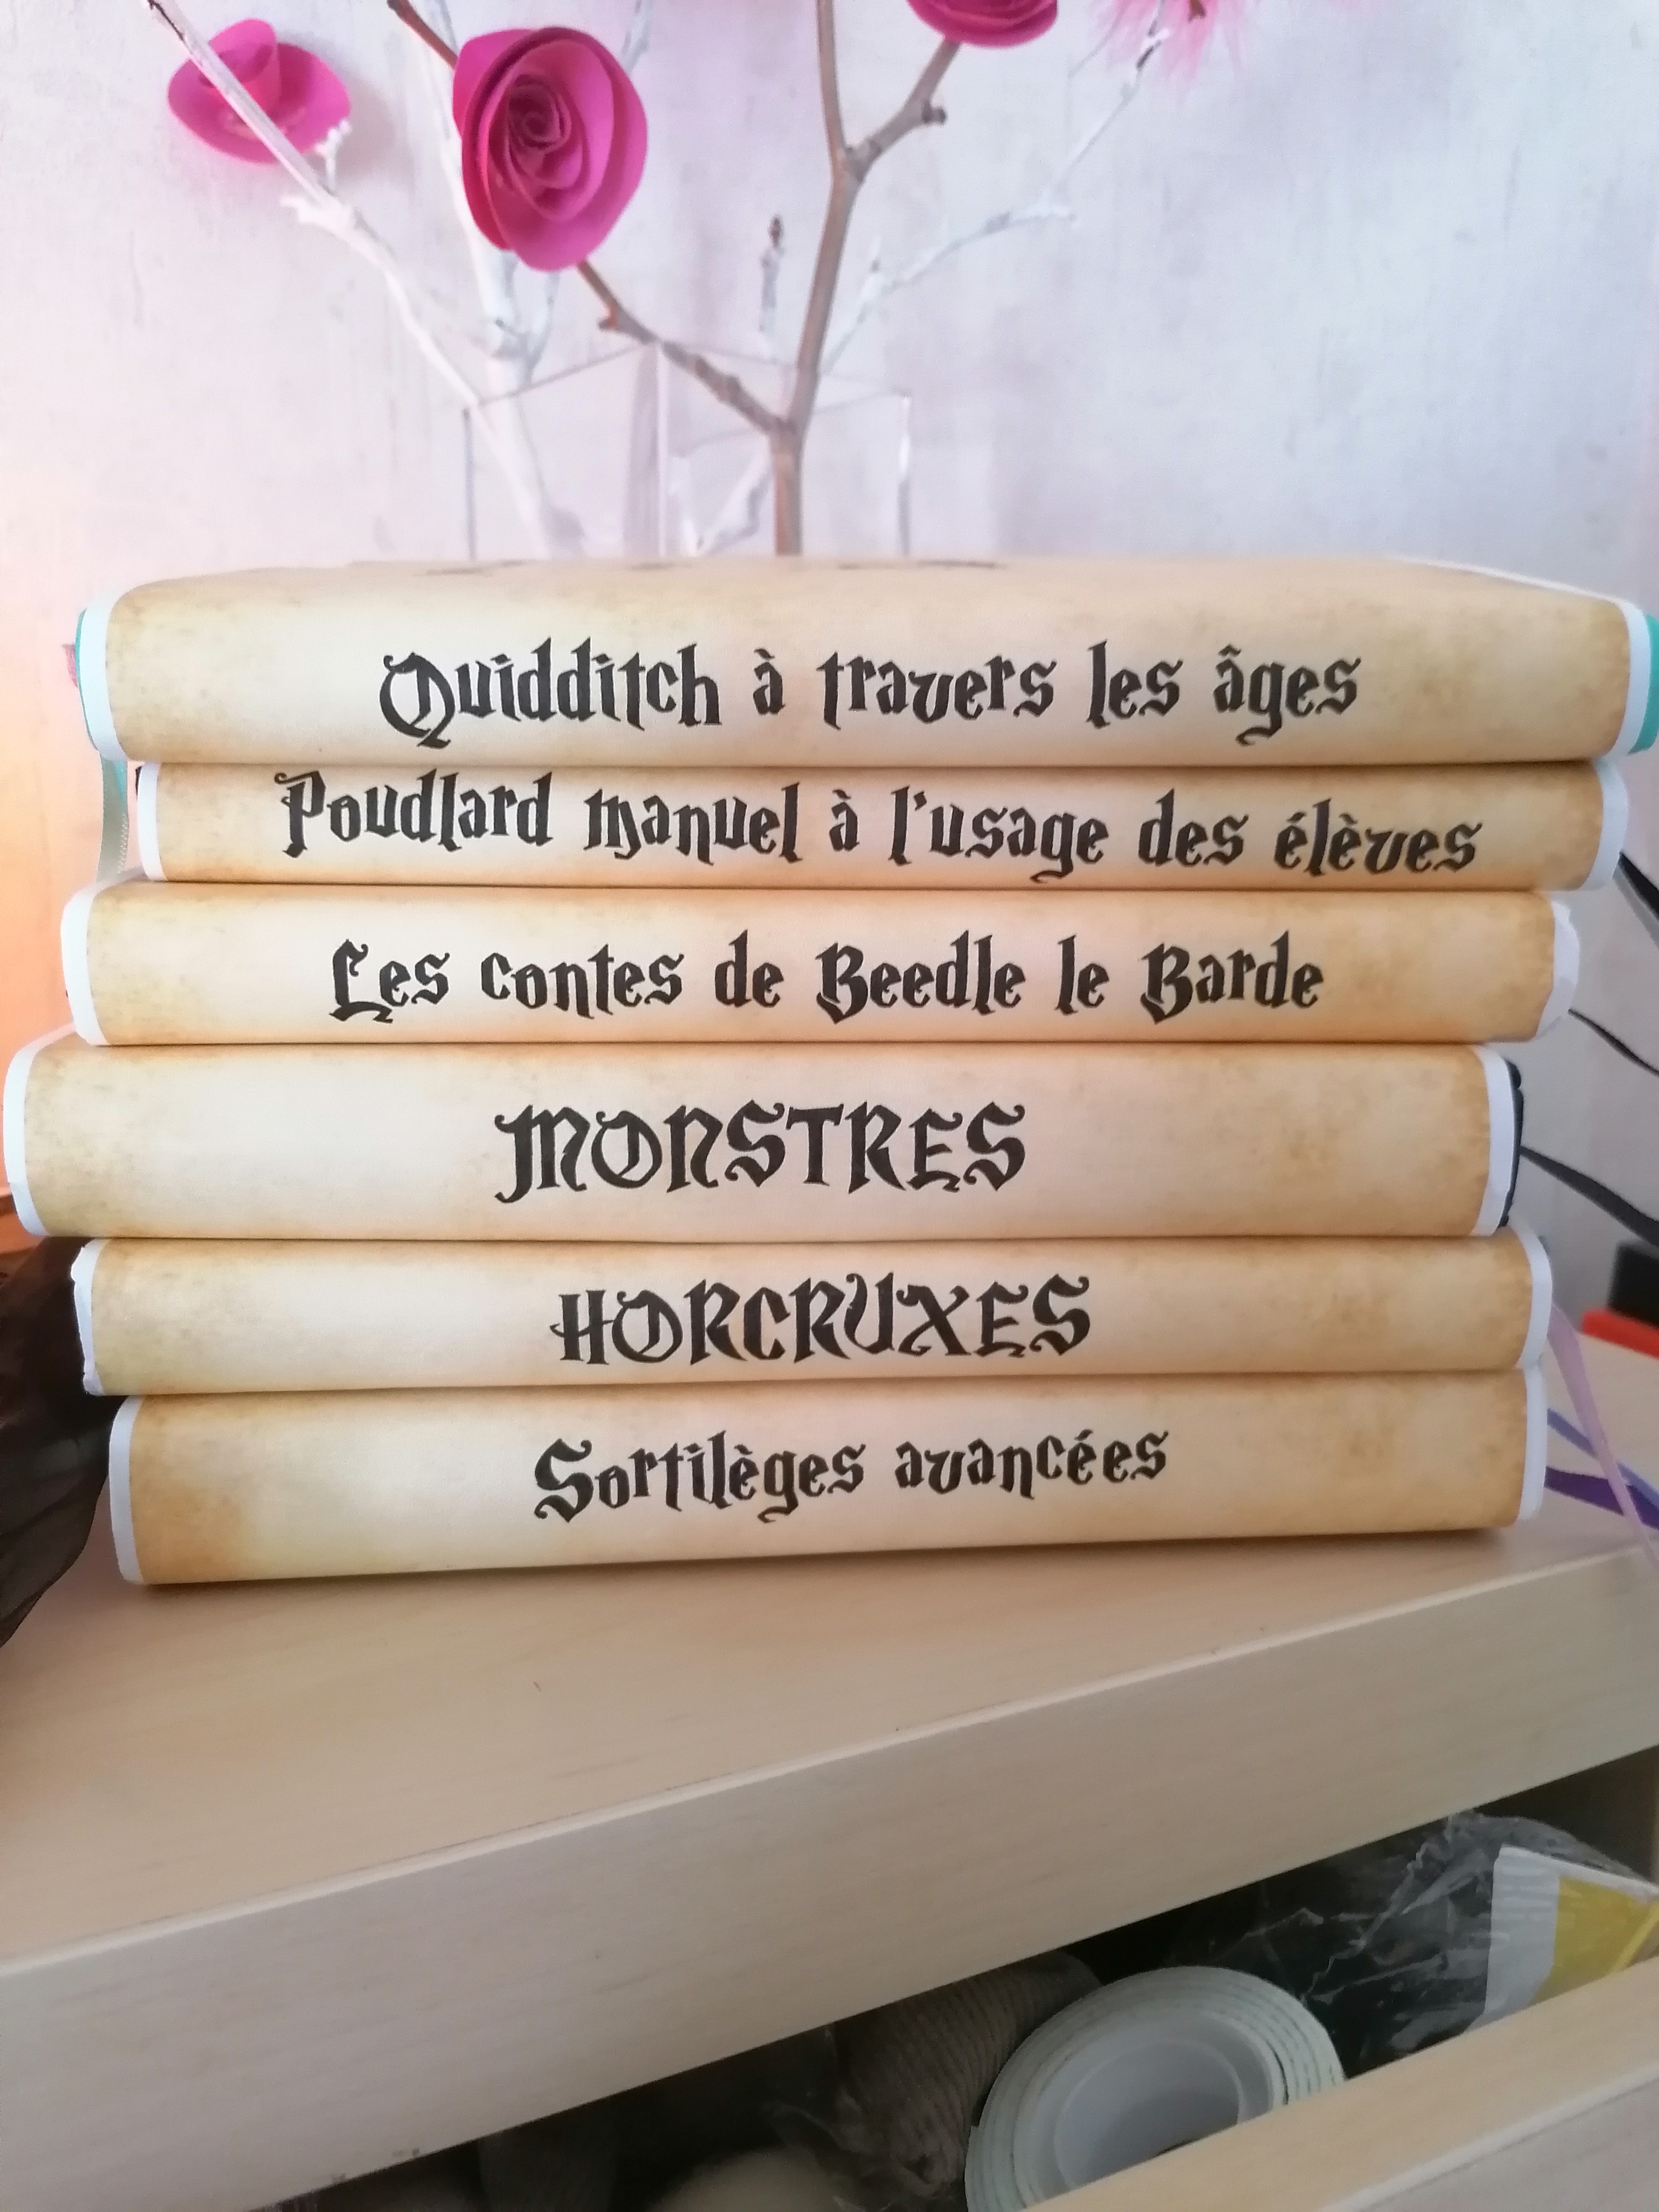 Quidditch à travers les âges
Poudlard manuel à l'usage des élèves
Les contes de Beedle le Barde
MONSTRES
HORCRUXES
Sortilèges avancées